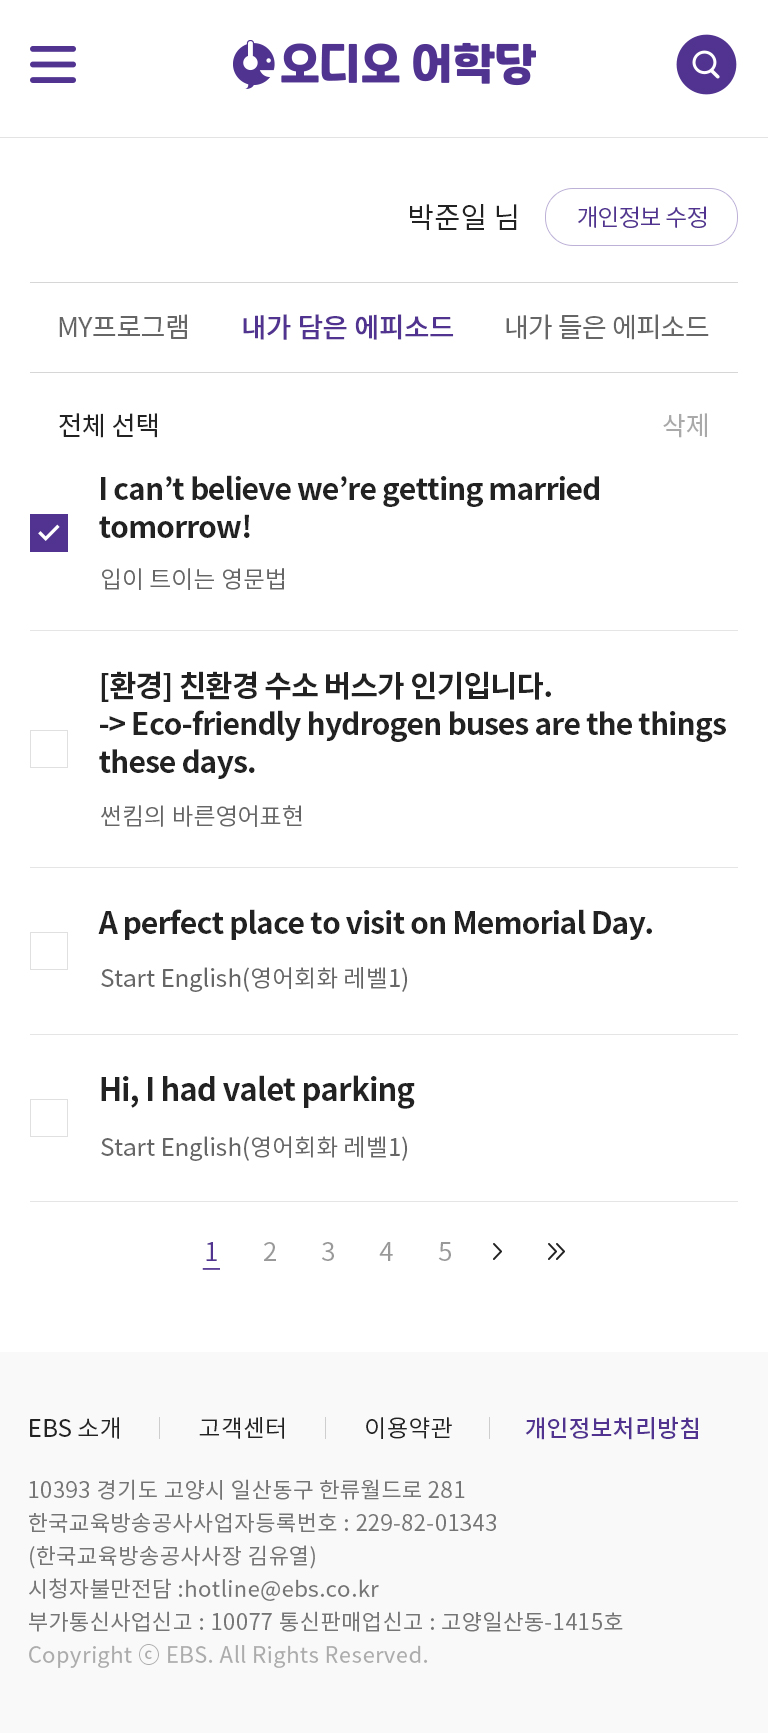 오디오 어학당
박준일 님
개인정보 수정
MY프로그램 내가 담은 에피소드 내가 들은 에피소드
전체 선택 삭제
I can’t believe we’re getting married
tomorrow!
입이 트이는 영문법
[환경] 친환경 수소 버스가 인기입니다.
-> Eco-friendly hydrogen buses are the things
these days.
썬킴의 바른영어표현
A perfect place to visit on Memorial Day.
Start English(영어회화 레벨1)
Hi, I had valet parking
Start English(영어회화 레벨1)
1 2 3 4 5
EBS 소개 고객센터 이용약관 개인정보처리방침
10393 경기도 고양시 일산동구 한류월드로 281
한국교육방송공사사업자등록번호 : 229-82-01343
(한국교육방송공사사장 김유열)
시청자불만전담 :hotline@ebs.co.kr
부가통신사업신고 : 10077 통신판매업신고 : 고양일산동-1415호
Copyright ⓒ EBS. All Rights Reserved.